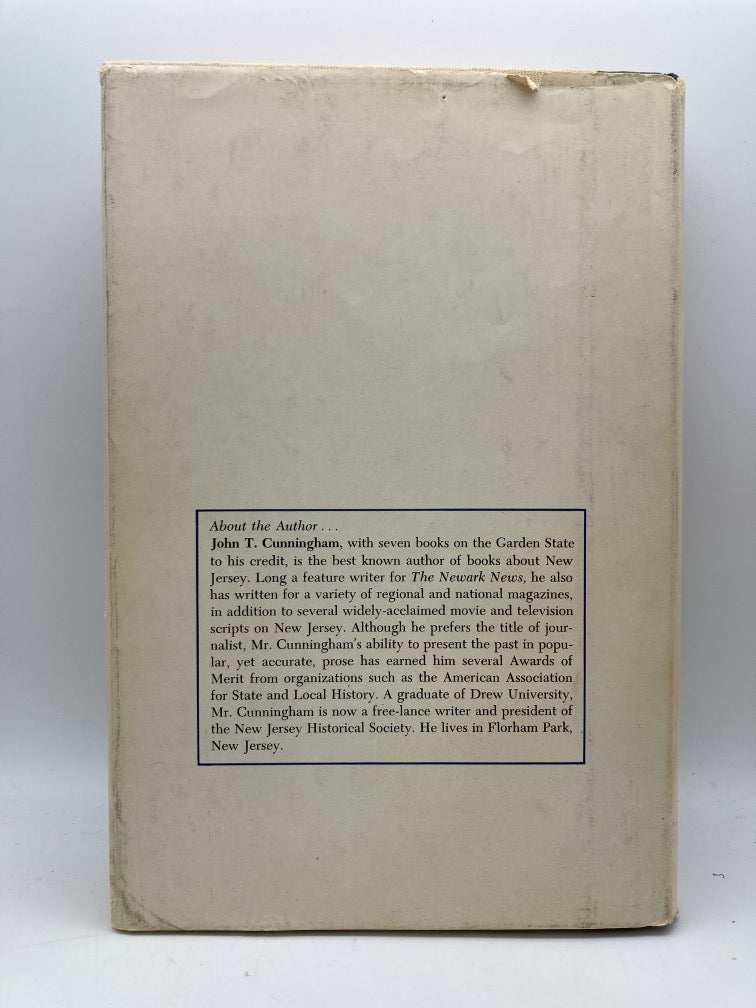 About the Author . . .
John T. Cunningham, with seven books on the Garden State
to his credit, is the best known author of books about New
Jersey. Long a feature writer for The Newark News, he also
has written for a variety of regional and national magazines,
in addition to several widely-acclaimed movie and television
scripts on New Jersey. Although he prefers the title of jour-
nalist, Mr. Cunningham's ability to present the past in popu-
lar, yet accurate, prose has earned him several Awards of
Merit from organizations such as the American Association
for State and Local History. A graduate of Drew University,
Mr. Cunningham is now a free-lance writer and president of
the New Jersey Historical Society. He lives in Florham Park,
New Jersey.